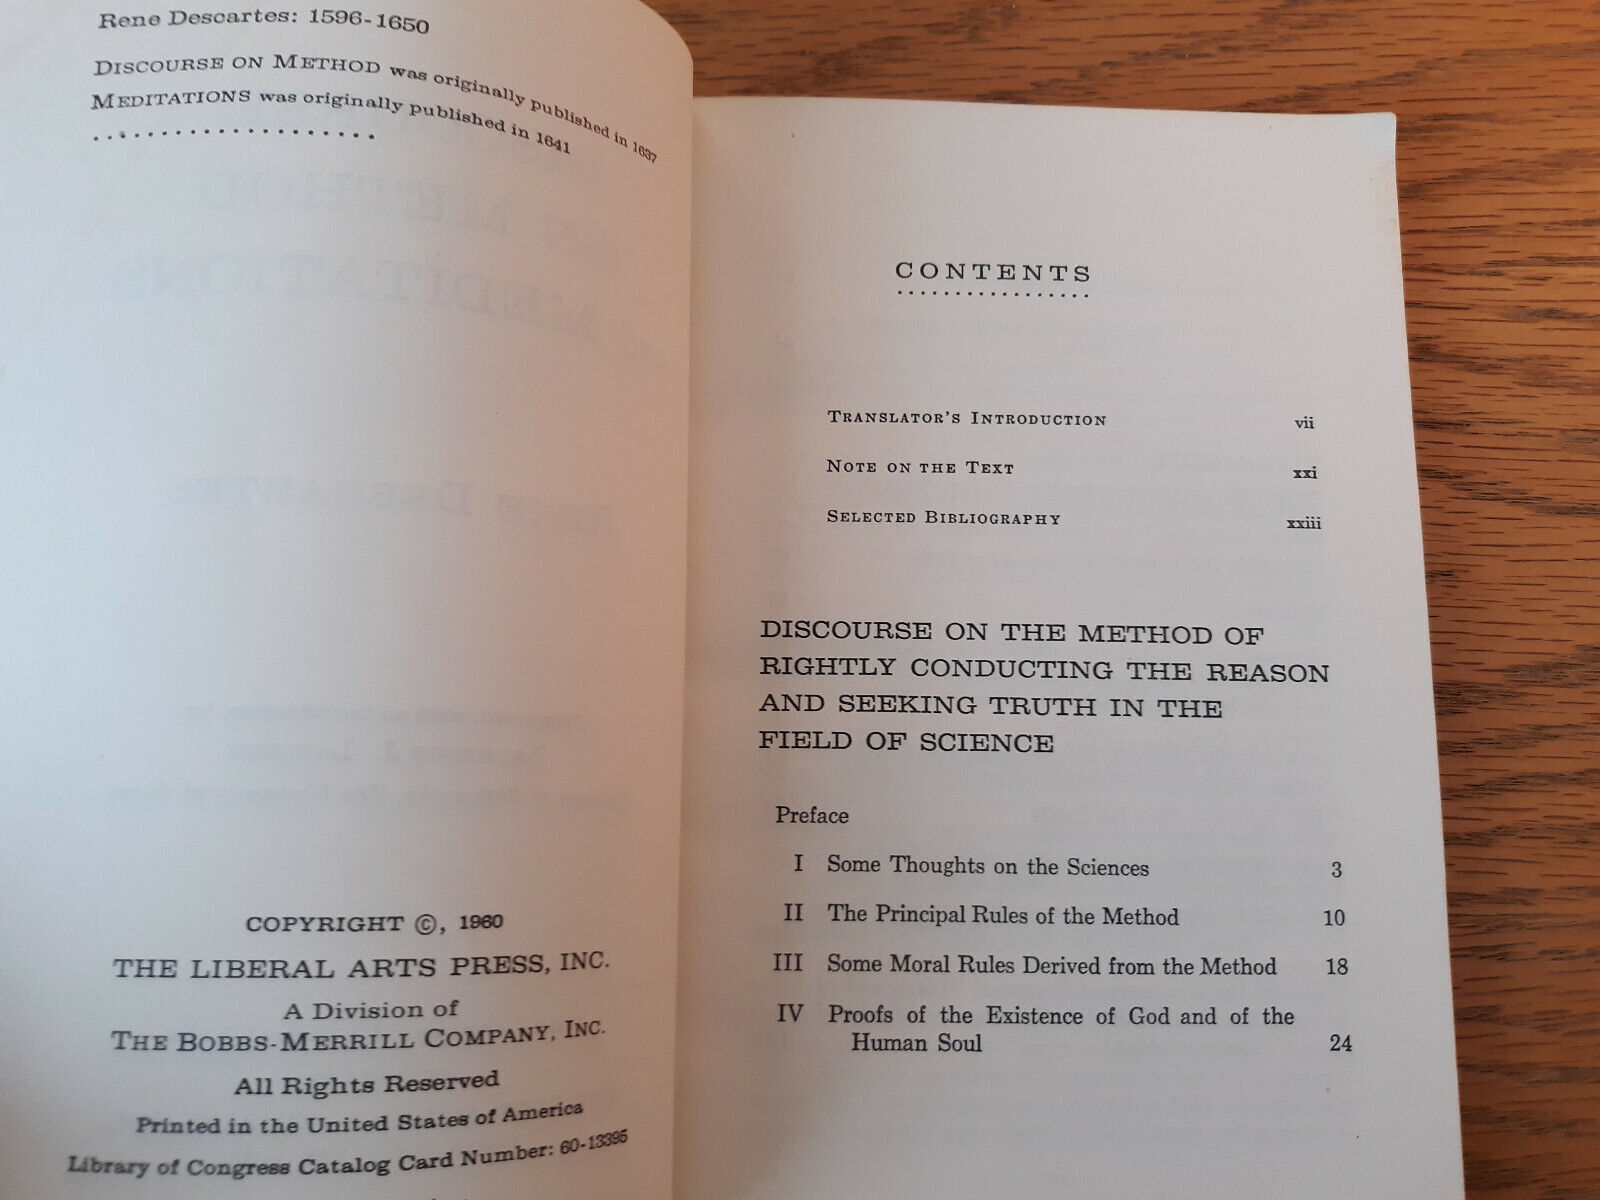 Rene Descartes: 1596-1650
DISCOURSE ON METHOD was originally published in 1637
MEDITATIONS was originally published in 1641
COPYRIGHT ©, 1960
THE LIBERAL ARTS PRESS, INC.
A Division of
THE BOBBS-MERRILL COMPANY, INC.
All Rights Reserved
Printed in the United States of America
Library of Congress Catalog Card Number: 60-13395
CONTENTS
TRANSLATOR'S INTRODUCTION vii
NOTE ON THE TEXT xxi
SELECTED BIBLIOGRAPHY xxiii
DISCOURSE ON THE METHOD OF
RIGHTLY CONDUCTING THE REASON
AND SEEKING TRUTH IN THE
FIELD OF SCIENCE
Preface
I Some Thoughts on the Sciences 3
II The Principal Rules of the Method 10
III Some Moral Rules Derived from the Method 18
IV Proofs of the Existence of God and of the
Human Soul 24